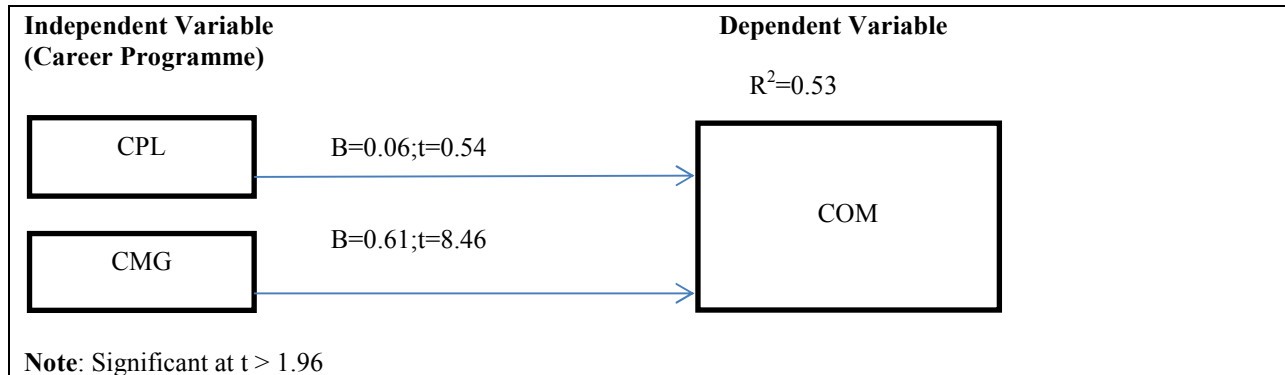 Independent Variable
(Career Programme)
Dependent Variable
R²=0.53
CPL
B=0.06;t=0.54
COM
CMG
B=0.61;t=8.46
Note: Significant at t > 1.96